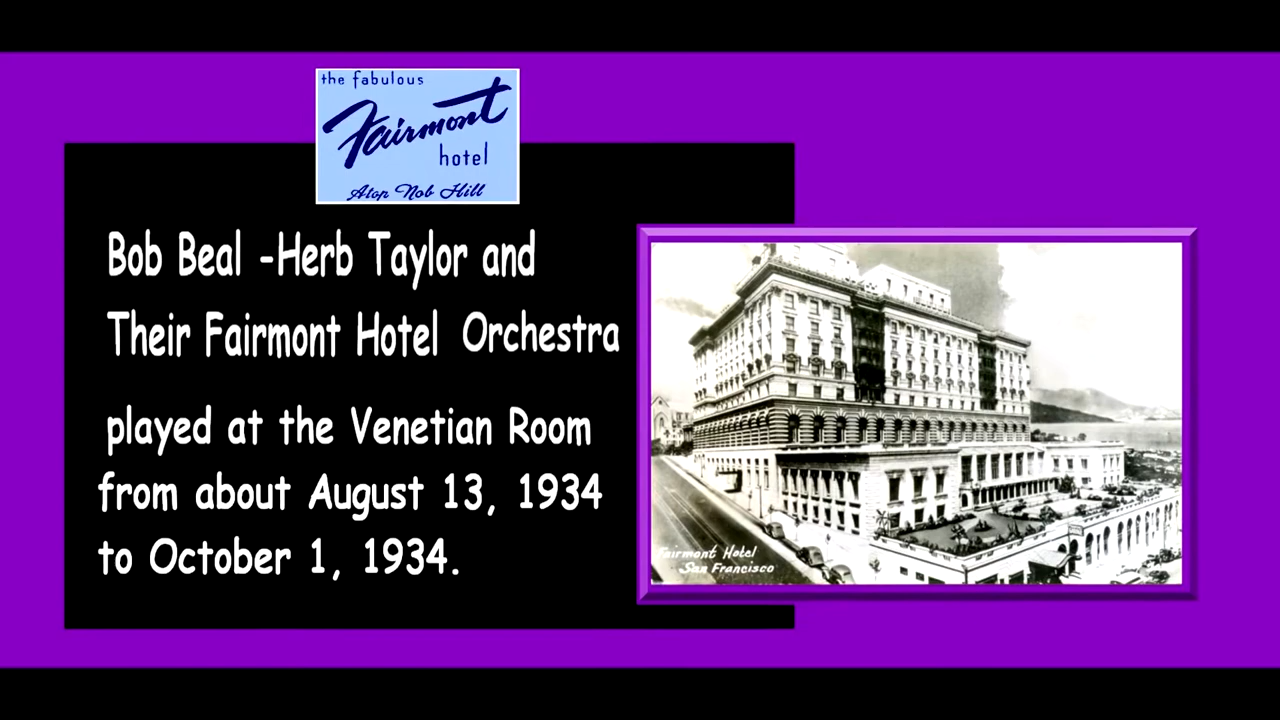 the fabulous
Fairmont
hotel
Atop Nob Hill
Bob Beal -Herb Taylor and
Their Fairmont Hotel Orchestra
played at the Venetian Room
from about August 13, 1934
to October 1, 1934.
Fairmont Hotel
San Francisco